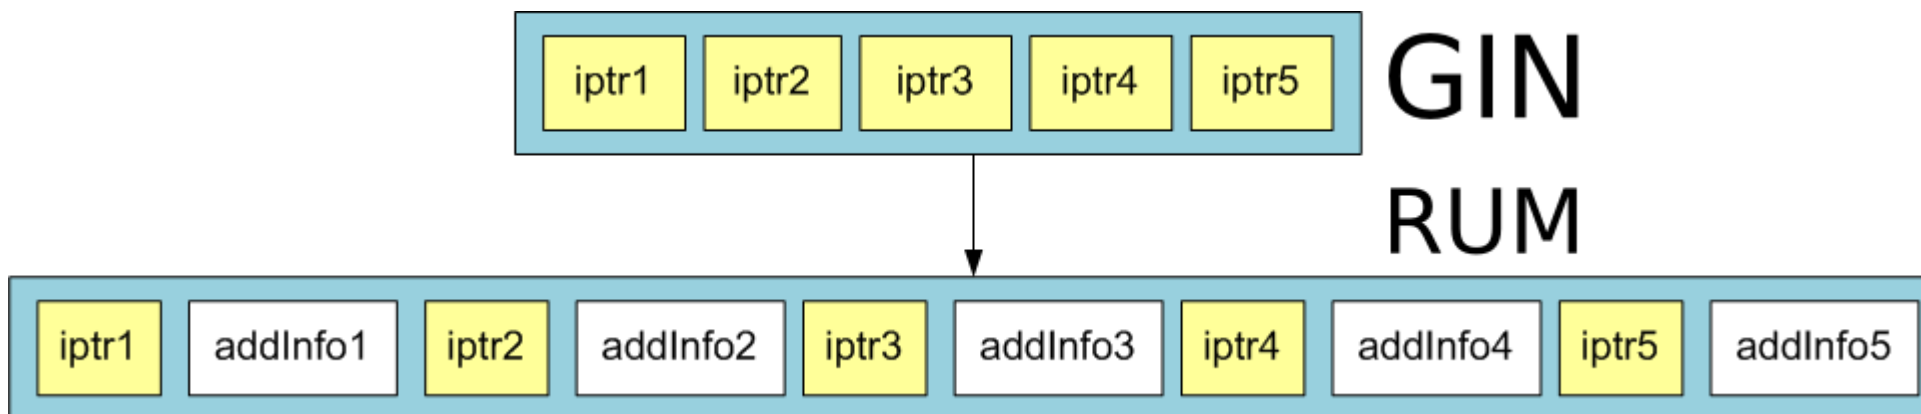 iptr1 iptr2 iptr3 iptr4 iptr5 GIN
RUM
iptr1 addInfo1 iptr2 addInfo2 iptr3 addInfo3 iptr4 addInfo4 iptr5 addInfo5